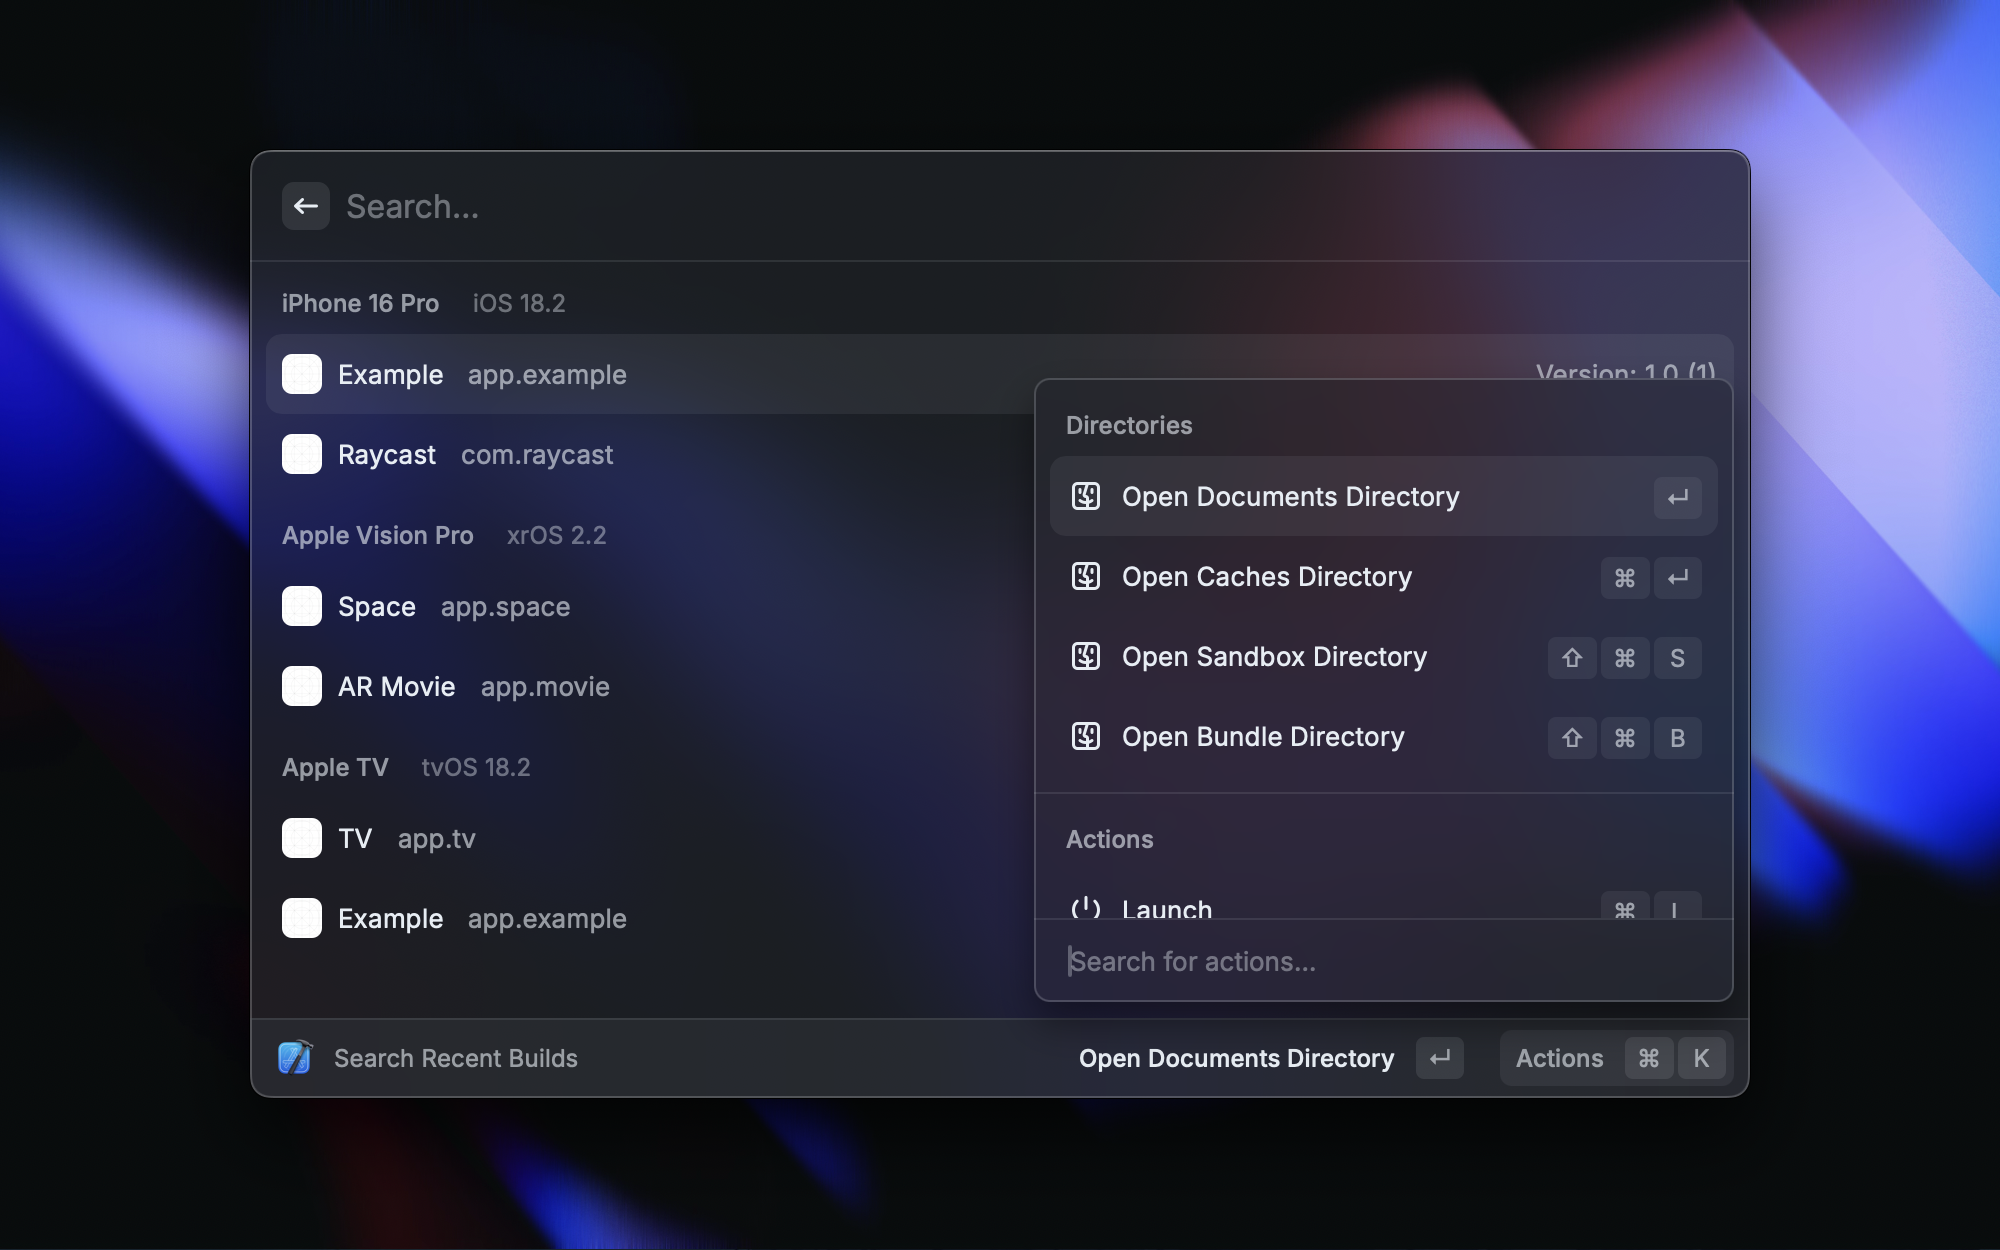 Search...
iPhone 16 Pro iOS 18.2
Example app.example Version: 1.0 (1)
Raycast com.raycast
Apple Vision Pro xrOS 2.2
Space app.space
AR Movie app.movie
Apple TV tvOS 18.2
TV app.tv
Example app.example
Directories
Open Documents Directory ↵
Open Caches Directory ⌘ ↵
Open Sandbox Directory ⇧ ⌘ S
Open Bundle Directory ⇧ ⌘ B
Actions
Launch ⌘ L
Search for actions...
Search Recent Builds
Open Documents Directory ↵
Actions ⌘ K